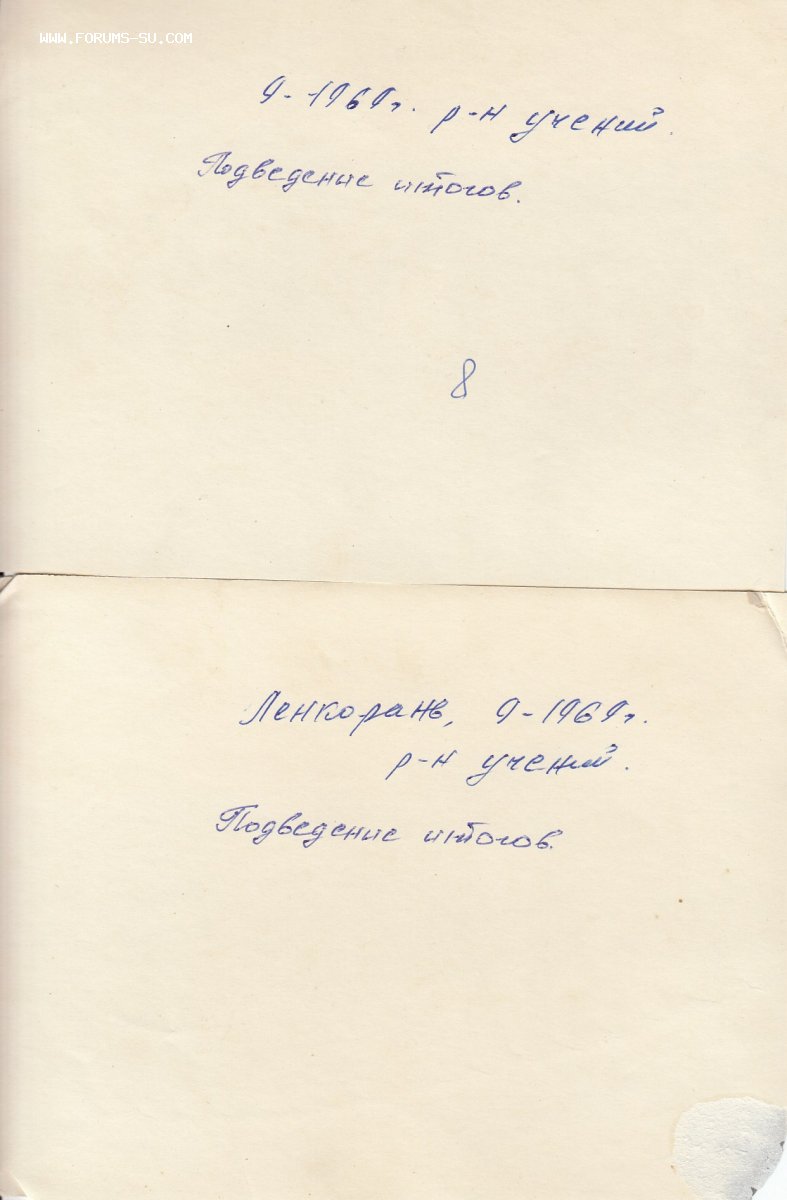 WWW.FORUMS-SU.COM
9-1969г. р-н учений.
Подведение итогов.
8
Ленкорань, 9-1969г.
р-н учений.
Подведение итогов.